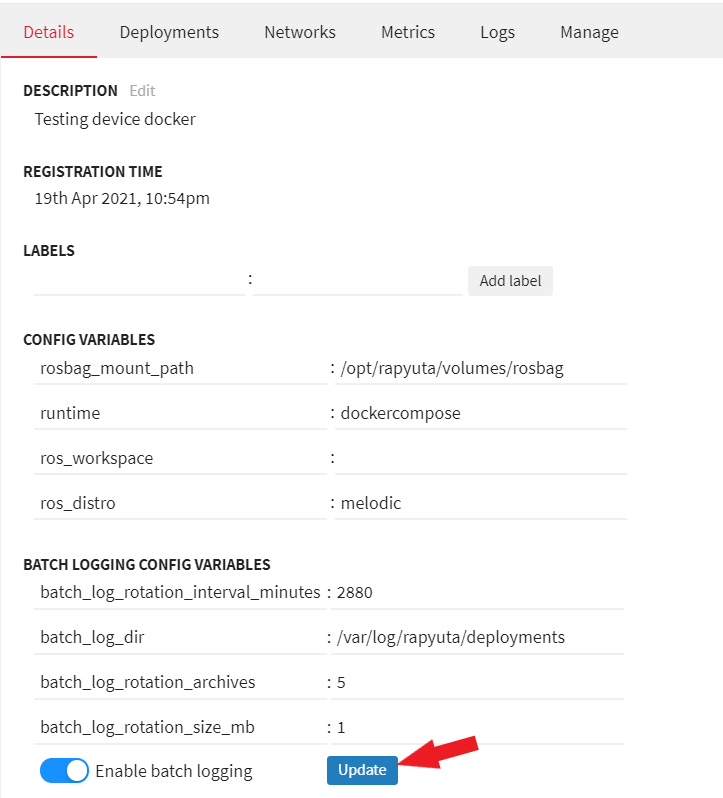 Details Deployments Networks Metrics Logs Manage
DESCRIPTION Edit
Testing device docker
REGISTRATION TIME
19th Apr 2021, 10:54pm
LABELS
: Add label
CONFIG VARIABLES
rosbag_mount_path : /opt/rapyuta/volumes/rosbag
runtime : dockercompose
ros_workspace :
ros_distro : melodic
BATCH LOGGING CONFIG VARIABLES
batch_log_rotation_interval_minutes : 2880
batch_log_dir : /var/log/rapyuta/deployments
batch_log_rotation_archives : 5
batch_log_rotation_size_mb : 1
Enable batch logging Update